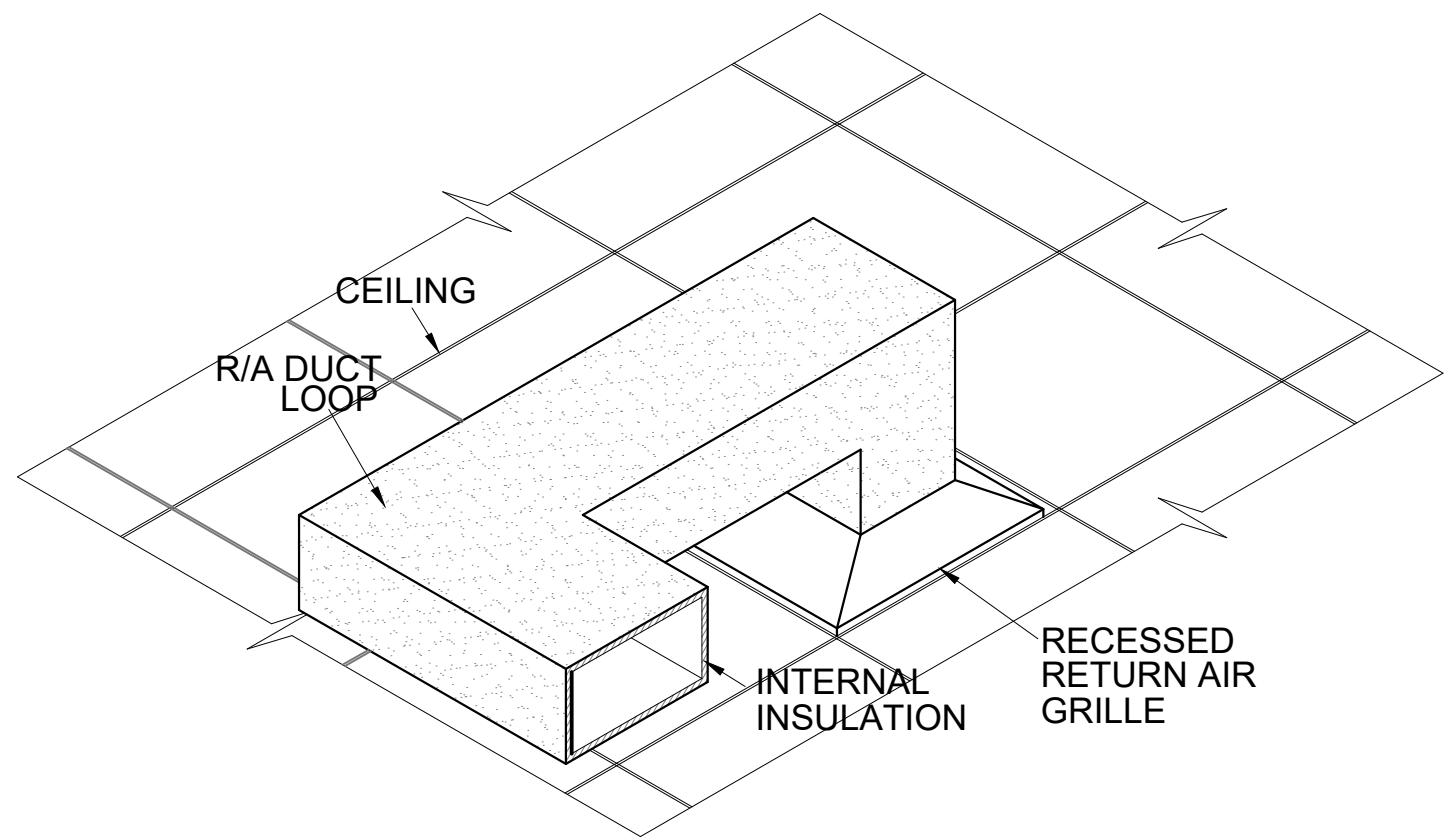 CEILING
R/A DUCT
LOOP
INTERNAL
INSULATION
RECESSED
RETURN AIR
GRILLE